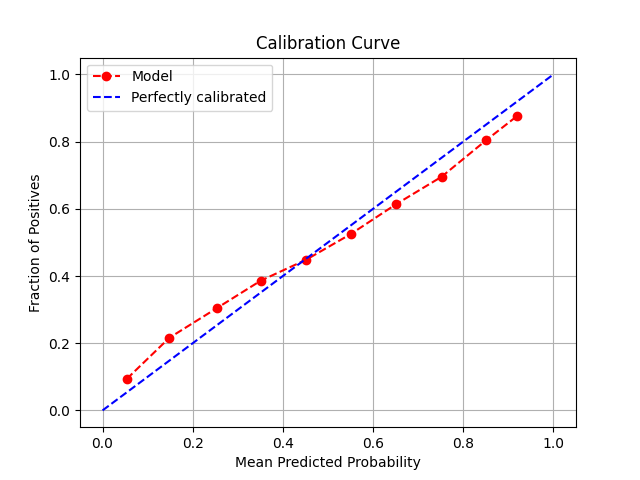 Calibration Curve
Model
Perfectly calibrated
1.0
0.8
0.6
0.4
0.2
0.0
Fraction of Positives
0.0 0.2 0.4 0.6 0.8 1.0
Mean Predicted Probability